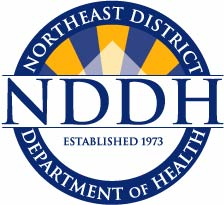 NORTHEAST DISTRICT
NDDH
ESTABLISHED 1973
DEPARTMENT OF HEALTH